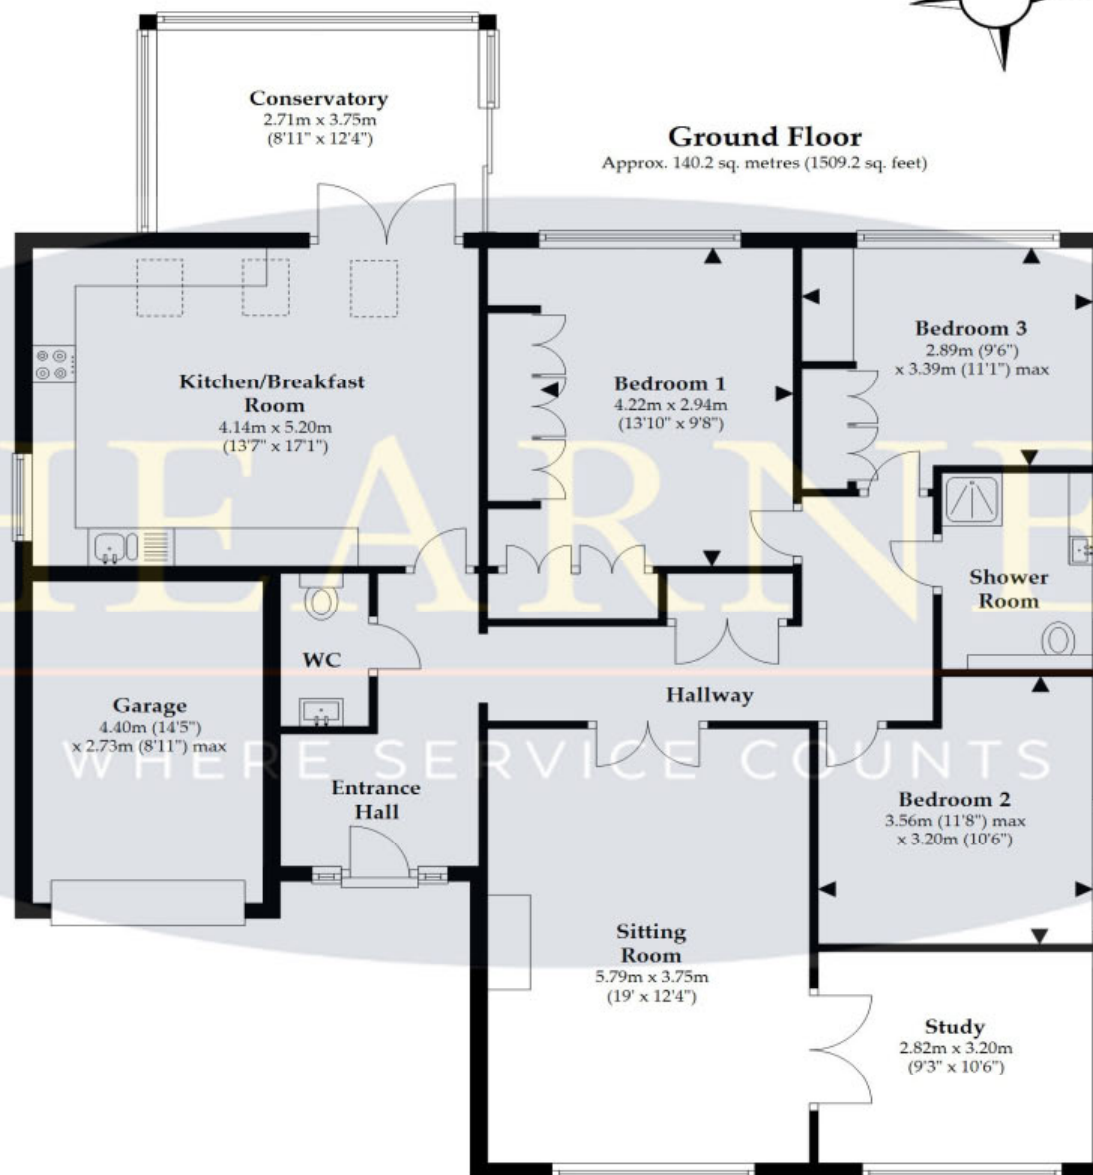 Conservatory
2.71m x 3.75m
(8'11" x 12'4")
Ground Floor
Approx. 140.2 sq. metres (1509.2 sq. feet)
Kitchen/Breakfast
Room
4.14m x 5.20m
(13'7" x 17'1")
Bedroom 1
4.22m x 2.94m
(13'10" x 9'8")
Bedroom 3
2.89m (9'6")
x 3.39m (11'1") max
HEARNE
Shower
Room
WC
Hallway
Garage
4.40m (14'5")
x 2.73m (8'11") max
WHERE SERVICE COUNTS
Entrance
Hall
Bedroom 2
3.56m (11'8") max
x 3.20m (10'6")
Sitting
Room
5.79m x 3.75m
(19' x 12'4")
Study
2.82m x 3.20m
(9'3" x 10'6")